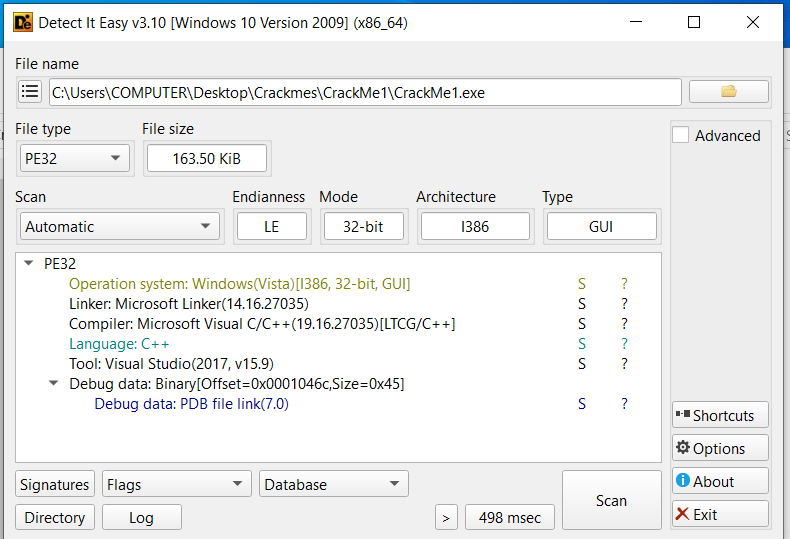 Detect It Easy v3.10 [Windows 10 Version 2009] (x86_64)
File name
C:\Users\COMPUTER\Desktop\Crackmes\CrackMe1\CrackMe1.exe
File type
File size
Advanced
PE32
163.50 KiB
Scan
Endianness
Mode
Architecture
Type
Automatic
LE
32-bit
I386
GUI
PE32
Operation system: Windows(Vista)[I386, 32-bit, GUI] S ?
Linker: Microsoft Linker(14.16.27035) S ?
Compiler: Microsoft Visual C/C++(19.16.27035)[LTCG/C++] S ?
Language: C++ S ?
Tool: Visual Studio(2017, v15.9) S ?
Debug data: Binary[Offset=0x0001046c,Size=0x45]
Debug data: PDB file link(7.0) S ?
Shortcuts
Options
About
Exit
Signatures
Flags
Database
Scan
Directory
Log
>
498 msec